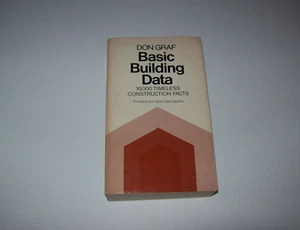 DON GRAF
Basic
Building
Data
10,000 TIMELESS
CONSTRUCTION FACTS